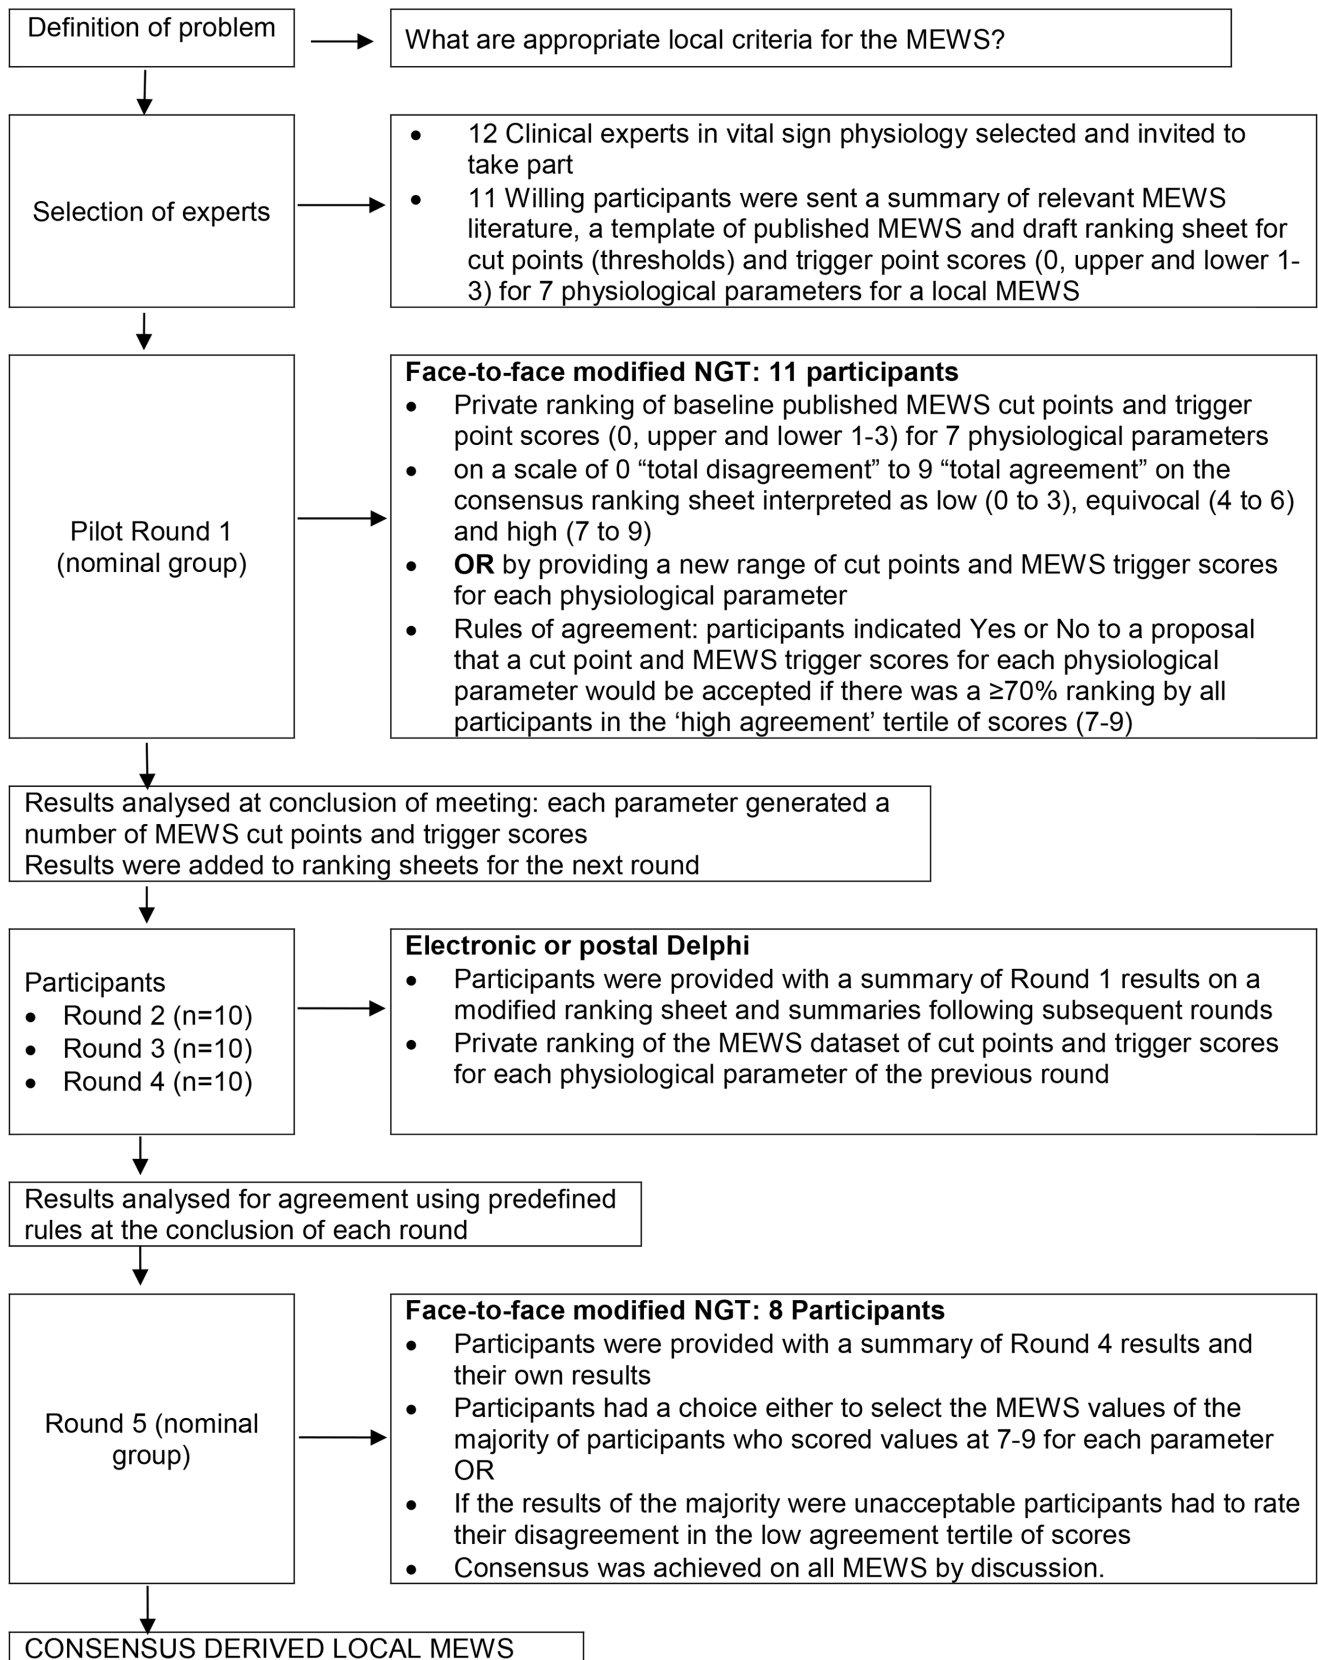 Definition of problem
What are appropriate local criteria for the MEWS?
Selection of experts
• 12 Clinical experts in vital sign physiology selected and invited to
take part
• 11 Willing participants were sent a summary of relevant MEWS
literature, a template of published MEWS and draft ranking sheet for
cut points (thresholds) and trigger point scores (0, upper and lower 1-
3) for 7 physiological parameters for a local MEWS
Pilot Round 1
(nominal group)
Face-to-face modified NGT: 11 participants
• Private ranking of baseline published MEWS cut points and trigger
point scores (0, upper and lower 1-3) for 7 physiological parameters
• on a scale of 0 “total disagreement” to 9 “total agreement” on the
consensus ranking sheet interpreted as low (0 to 3), equivocal (4 to 6)
and high (7 to 9)
• OR by providing a new range of cut points and MEWS trigger scores
for each physiological parameter
• Rules of agreement: participants indicated Yes or No to a proposal
that a cut point and MEWS trigger scores for each physiological
parameter would be accepted if there was a ≥70% ranking by all
participants in the ‘high agreement’ tertile of scores (7-9)
Results analysed at conclusion of meeting: each parameter generated a
number of MEWS cut points and trigger scores
Results were added to ranking sheets for the next round
Participants
• Round 2 (n=10)
• Round 3 (n=10)
• Round 4 (n=10)
Electronic or postal Delphi
• Participants were provided with a summary of Round 1 results on a
modified ranking sheet and summaries following subsequent rounds
• Private ranking of the MEWS dataset of cut points and trigger scores
for each physiological parameter of the previous round
Results analysed for agreement using predefined
rules at the conclusion of each round
Round 5 (nominal
group)
Face-to-face modified NGT: 8 Participants
• Participants were provided with a summary of Round 4 results and
their own results
• Participants had a choice either to select the MEWS values of the
majority of participants who scored values at 7-9 for each parameter
OR
• If the results of the majority were unacceptable participants had to rate
their disagreement in the low agreement tertile of scores
• Consensus was achieved on all MEWS by discussion.
CONSENSUS DERIVED LOCAL MEWS